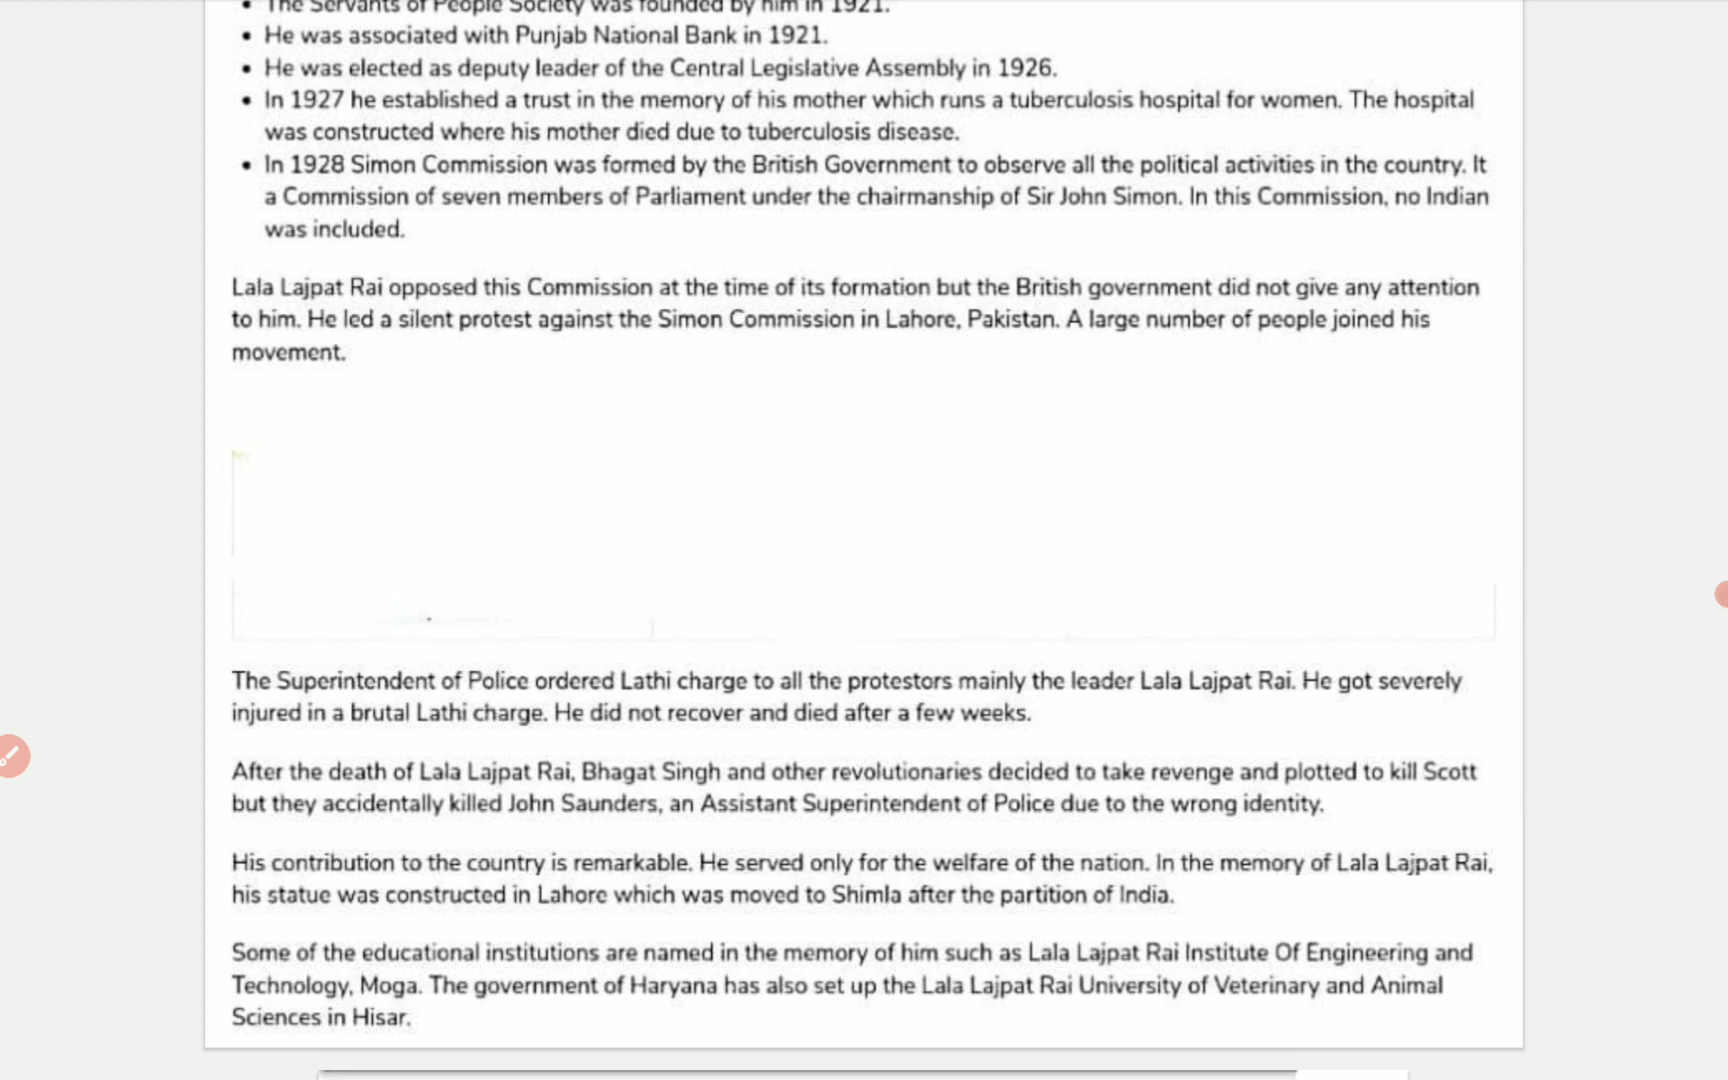 The Servants of People Society was founded by him in 1921.
• He was associated with Punjab National Bank in 1921.
• He was elected as deputy leader of the Central Legislative Assembly in 1926.
• In 1927 he established a trust in the memory of his mother which runs a tuberculosis hospital for women. The hospital
was constructed where his mother died due to tuberculosis disease.
• In 1928 Simon Commission was formed by the British Government to observe all the political activities in the country. It
a Commission of seven members of Parliament under the chairmanship of Sir John Simon. In this Commission, no Indian
was included.
Lala Lajpat Rai opposed this Commission at the time of its formation but the British government did not give any attention
to him. He led a silent protest against the Simon Commission in Lahore, Pakistan. A large number of people joined his
movement.
The Superintendent of Police ordered Lathi charge to all the protestors mainly the leader Lala Lajpat Rai. He got severely
injured in a brutal Lathi charge. He did not recover and died after a few weeks.
After the death of Lala Lajpat Rai, Bhagat Singh and other revolutionaries decided to take revenge and plotted to kill Scott
but they accidentally killed John Saunders, an Assistant Superintendent of Police due to the wrong identity.
His contribution to the country is remarkable. He served only for the welfare of the nation. In the memory of Lala Lajpat Rai,
his statue was constructed in Lahore which was moved to Shimla after the partition of India.
Some of the educational institutions are named in the memory of him such as Lala Lajpat Rai Institute Of Engineering and
Technology, Moga. The government of Haryana has also set up the Lala Lajpat Rai University of Veterinary and Animal
Sciences in Hisar.